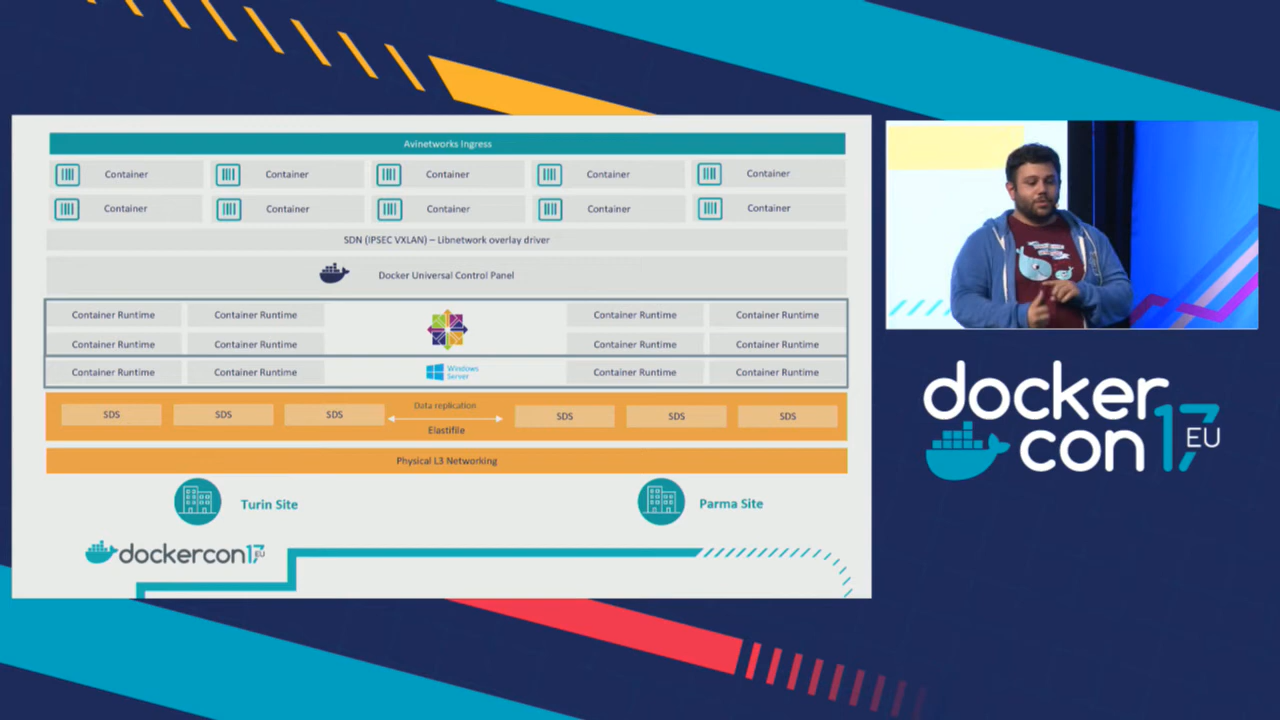 Avinetworks Ingress
Container Container Container Container Container
Container Container Container Container Container
SDN (IPSEC VXLAN) – Libnetwork overlay driver
Docker Universal Control Panel
Container Runtime Container Runtime Container Runtime Container Runtime
Container Runtime Container Runtime Container Runtime Container Runtime
Container Runtime Container Runtime Windows Server Container Runtime Container Runtime
Data replication
SDS SDS SDS SDS SDS SDS
Elastifile
Physical L3 Networking
Turin Site Parma Site
dockercon17 EU
docker
con 17 EU